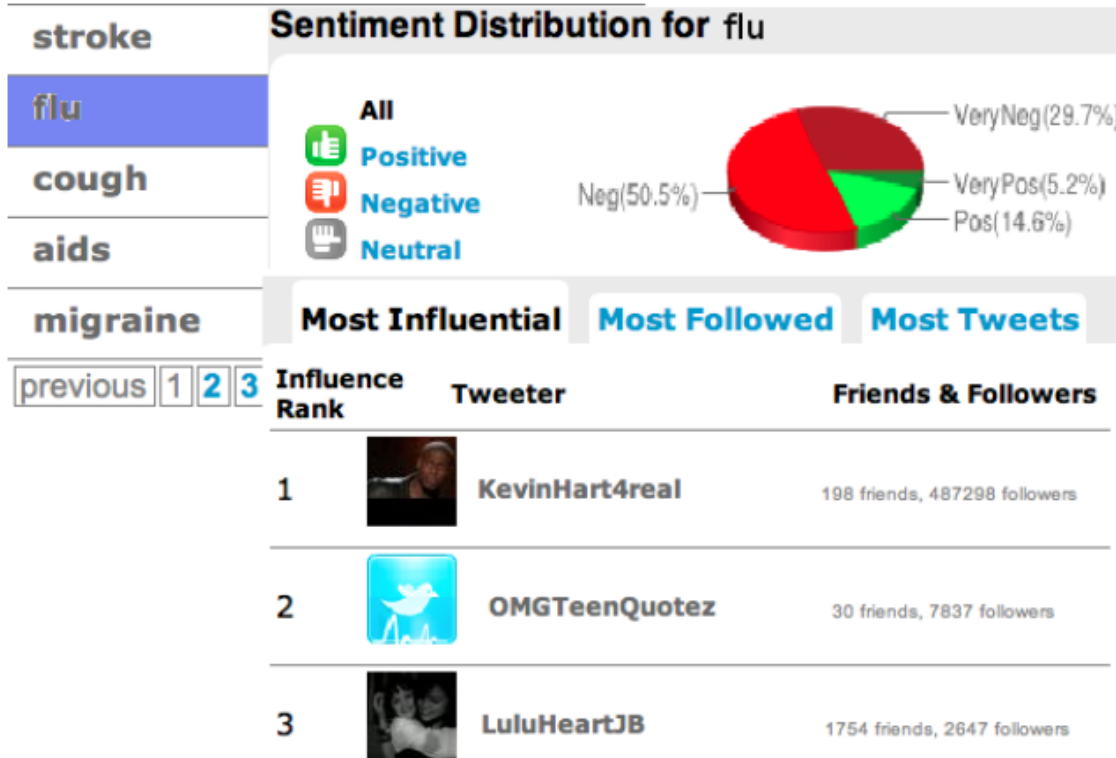 stroke
flu
cough
aids
migraine
previous 1 2 3
Sentiment Distribution for flu
All
Positive
Negative
Neutral
VeryNeg(29.7%)
Neg(50.5%)
VeryPos(5.2%)
Pos(14.6%)
Most Influential Most Followed Most Tweets
Influence Rank Tweeter Friends & Followers
1 KevinHart4real 198 friends, 487298 followers
2 OMGTeenQuotez 30 friends, 7837 followers
3 LuluHeartJB 1754 friends, 2647 followers